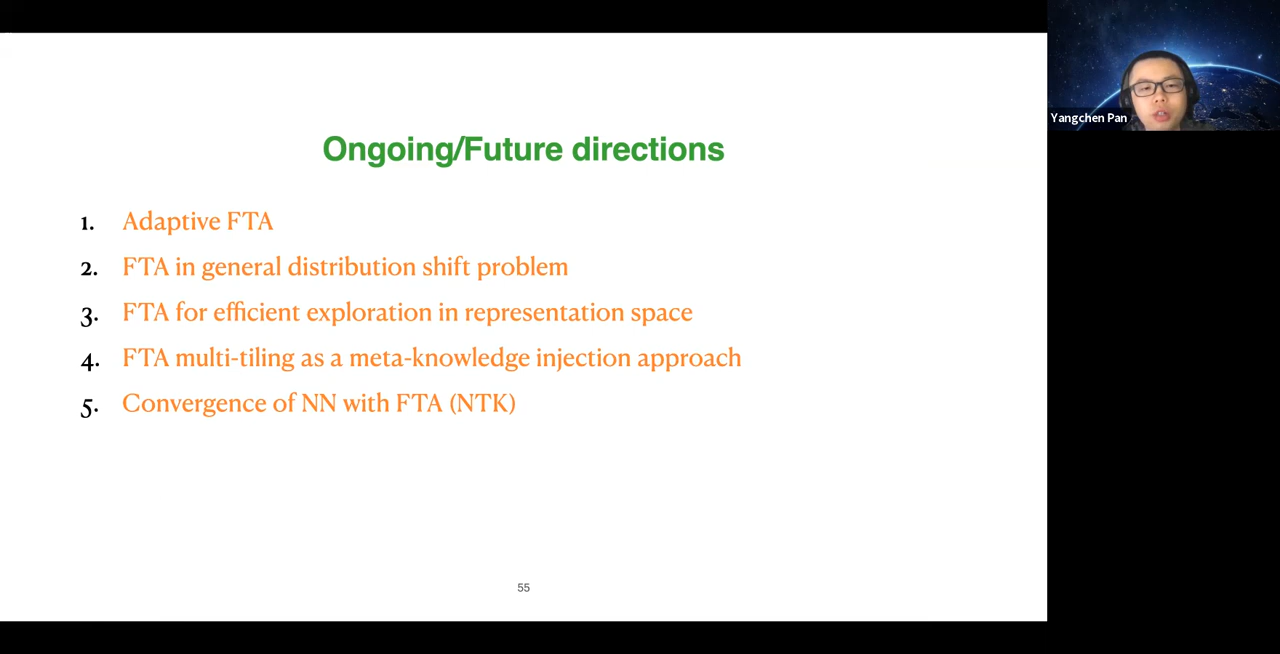 Ongoing/Future directions
1. Adaptive FTA
2. FTA in general distribution shift problem
3. FTA for efficient exploration in representation space
4. FTA multi-tiling as a meta-knowledge injection approach
5. Convergence of NN with FTA (NTK)
55
Yangchen Pan